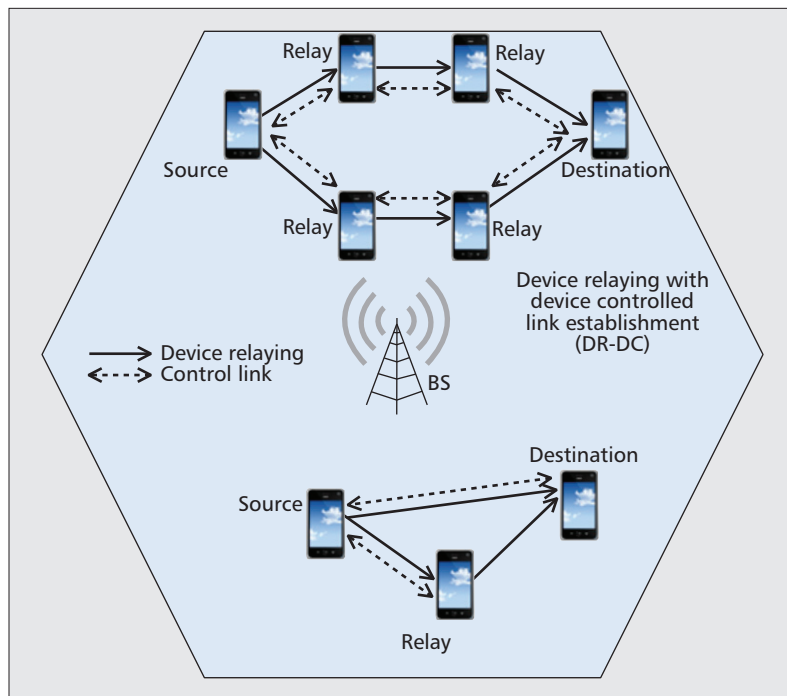 Relay
Relay
Source
Destination
Relay
Relay
Device relaying with
device controlled
link establishment
(DR-DC)
Device relaying
Control link
BS
Destination
Source
Relay